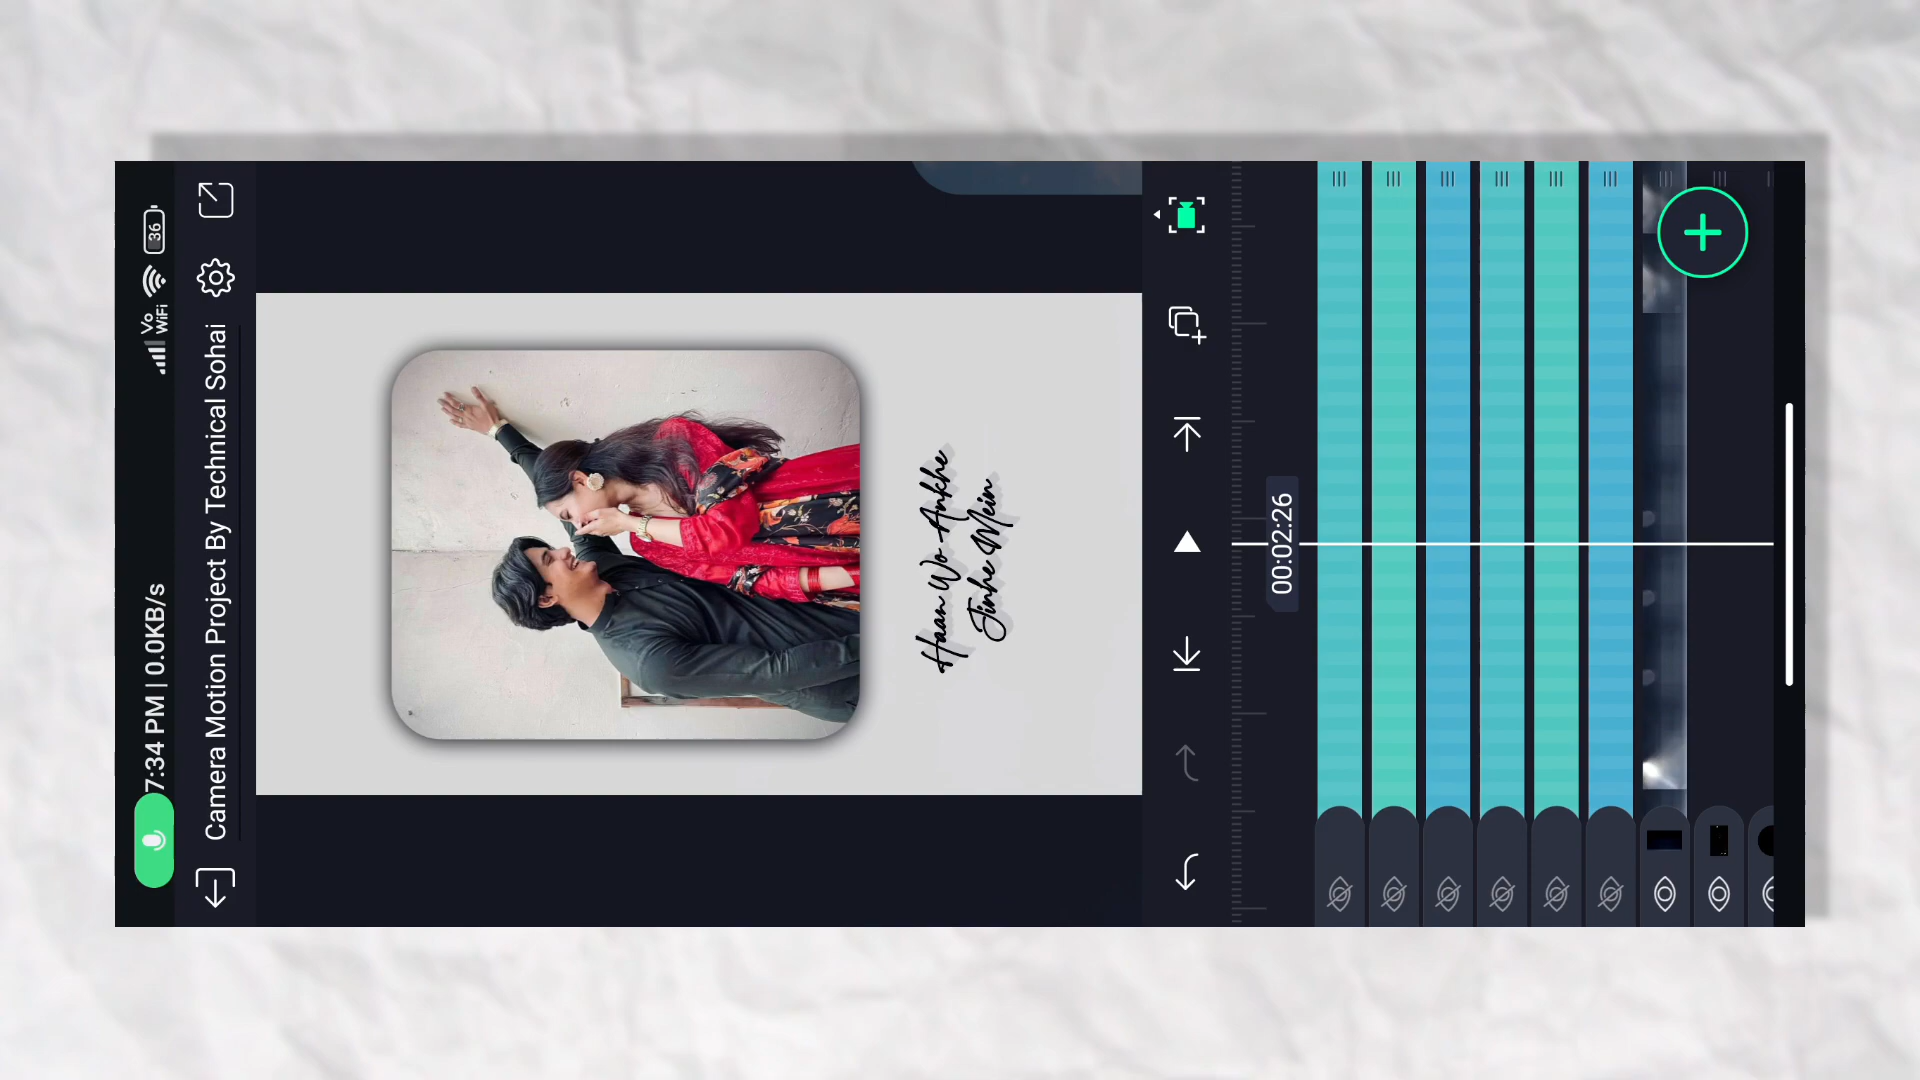 7:34 PM | 0.0KB/s
Vo
WiFi
36
Camera Motion Project By Technical Sohai
Haan Wo Ankhe
Jinhe Mein
00:02:26